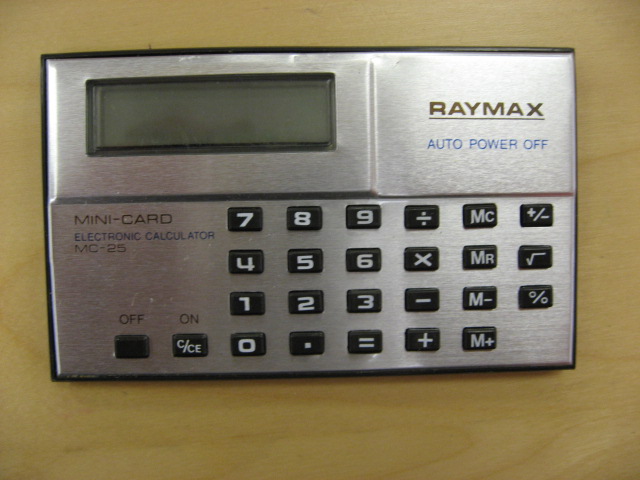 RAYMAX
AUTO POWER OFF
MINI-CARD
ELECTRONIC CALCULATOR
MC-25
7 8 9 ÷ MC +/−
4 5 6 × MR √
1 2 3 − M− %
OFF ON
C/CE 0 . = + M+